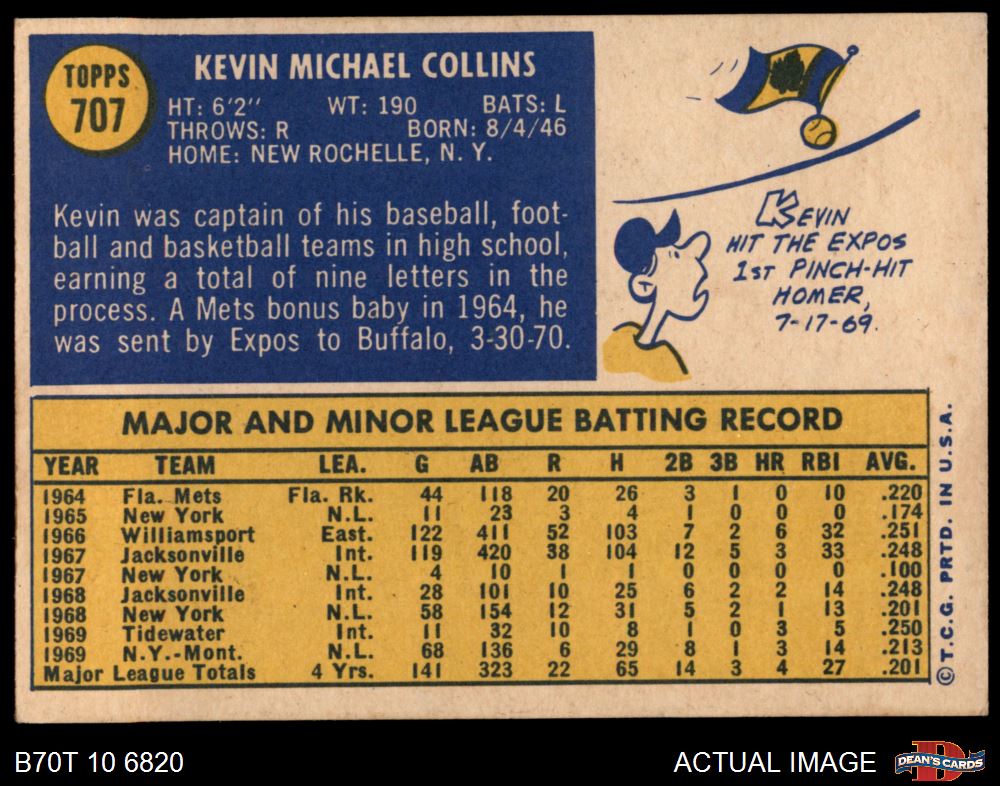 TOPPS
707
KEVIN MICHAEL COLLINS
HT: 6'2" WT: 190 BATS: L
THROWS: R BORN: 8/4/46
HOME: NEW ROCHELLE, N. Y.
Kevin was captain of his baseball, foot-
ball and basketball teams in high school,
earning a total of nine letters in the
process. A Mets bonus baby in 1964, he
was sent by Expos to Buffalo, 3-30-70.
KEVIN
HIT THE EXPOS
1ST PINCH-HIT
HOMER,
7-17-69.
MAJOR AND MINOR LEAGUE BATTING RECORD
YEAR TEAM LEA. G AB R H 2B 3B HR RBI AVG.
1964 Fla. Mets Fla. Rk. 44 118 20 26 3 1 0 10 .220
1965 New York N.L. 11 23 3 4 1 0 0 0 .174
1966 Williamsport East. 122 411 52 103 7 2 6 32 .251
1967 Jacksonville Int. 119 420 38 104 12 5 3 33 .248
1967 New York N.L. 4 10 1 1 0 0 0 0 .100
1968 Jacksonville Int. 28 101 10 25 6 2 2 14 .248
1968 New York N.L. 58 154 12 31 5 2 1 13 .201
1969 Tidewater Int. 11 32 10 8 1 0 3 5 .250
1969 N.Y.-Mont. N.L. 68 136 6 29 8 1 3 14 .213
Major League Totals 4 Yrs. 141 323 22 65 14 3 4 27 .201
© T.C.G. PRTD. IN U.S.A.
B70T 10 6820
ACTUAL IMAGE
D
DEAN'S CARDS